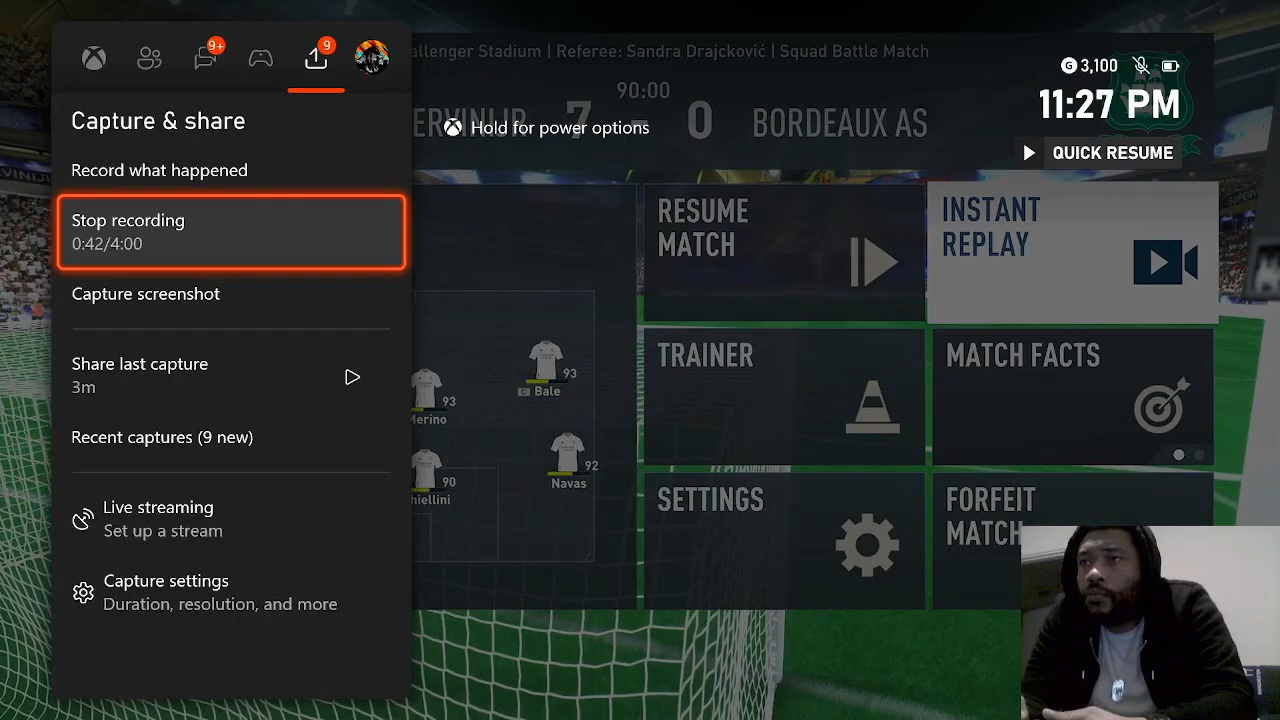 9+
9
Capture & share
Record what happened
Stop recording
0:42/4:00
Capture screenshot
Share last capture
3m
Recent captures (9 new)
Live streaming
Set up a stream
Capture settings
Duration, resolution, and more
allenger Stadium | Referee: Sandra Drajcković | Squad Battle Match
90:00
7 - 0 BORDEAUX AS
Hold for power options
G 3,100
11:27 PM
QUICK RESUME
RESUME
MATCH
INSTANT
REPLAY
TRAINER
MATCH FACTS
SETTINGS
FORFEIT
MATCH
93
C Bale
93
Merino
92
Navas
90
hiellini